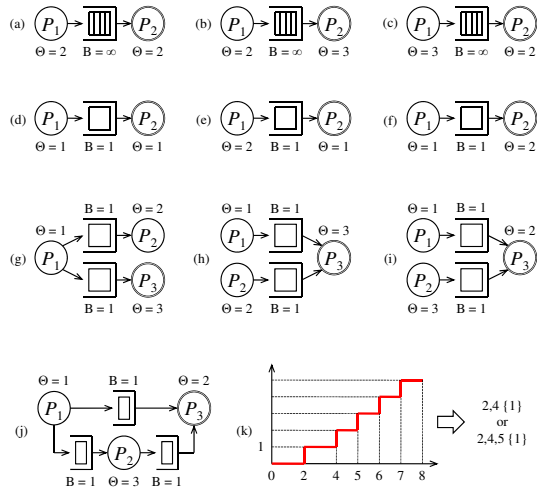 (a) P1 P2
Θ = 2 B = ∞ Θ = 2
(b) P1 P2
Θ = 2 B = ∞ Θ = 3
(c) P1 P2
Θ = 3 B = ∞ Θ = 2
(d) P1 P2
Θ = 1 B = 1 Θ = 1
(e) P1 P2
Θ = 2 B = 1 Θ = 1
(f) P1 P2
Θ = 1 B = 1 Θ = 2
B = 1 Θ = 2
Θ = 1
(g) P1 P2
P3
B = 1 Θ = 3
Θ = 1 B = 1
Θ = 3
(h) P1 P3
P2
Θ = 2 B = 1
Θ = 1 B = 1
Θ = 2
(i) P1 P3
P2
Θ = 3 B = 1
Θ = 1 B = 1 Θ = 2
P1 P3
(j) P2
B = 1 Θ = 3 B = 1
(k)
1
0 2 4 5 6 7 8
2,4 {1}
or
2,4,5 {1}